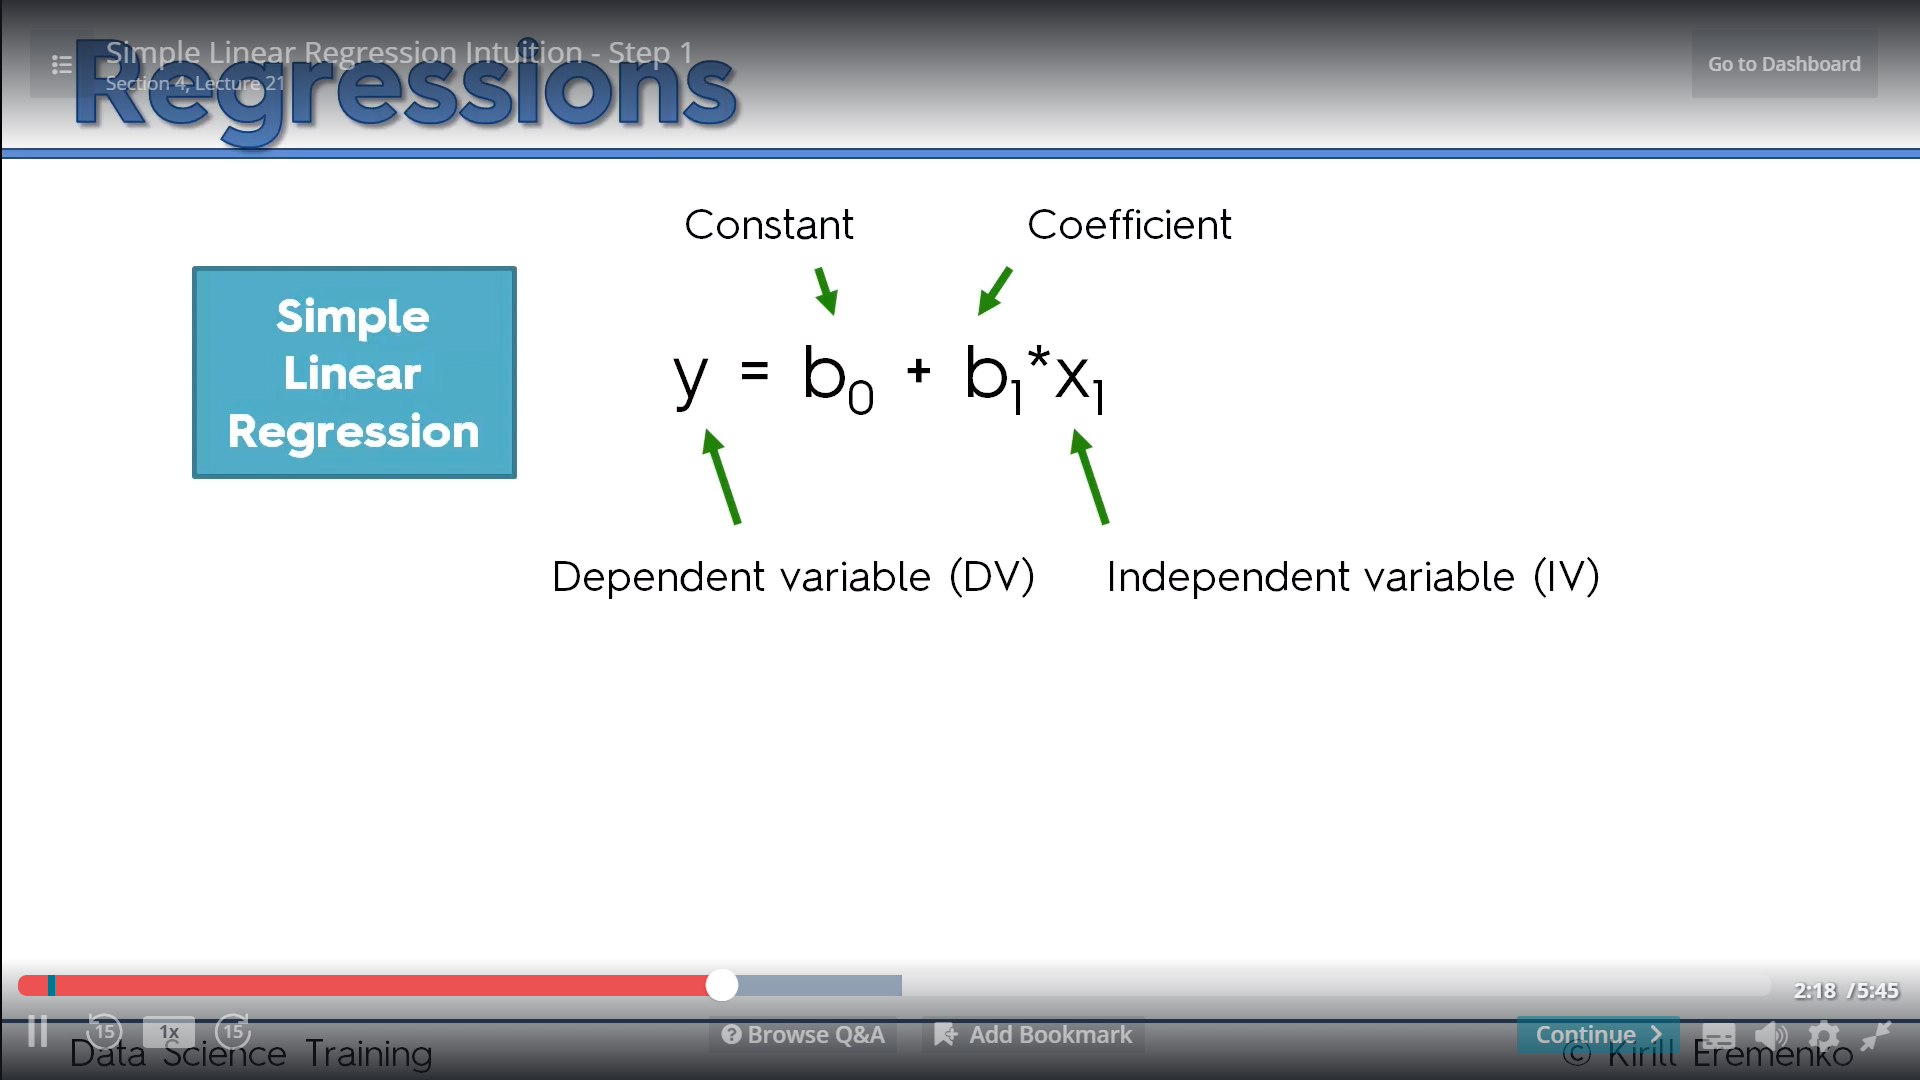 Simple Linear Regression Intuition - Step 1
Section 4, Lecture 21
Go to Dashboard
Regressions
Constant
Coefficient
Simple
Linear
Regression
y = b₀ + b₁*x₁
Dependent variable (DV)
Independent variable (IV)
2:18 / 5:45
15
1x
15
Browse Q&A
Add Bookmark
Continue
Data Science Training
© Kirill Eremenko